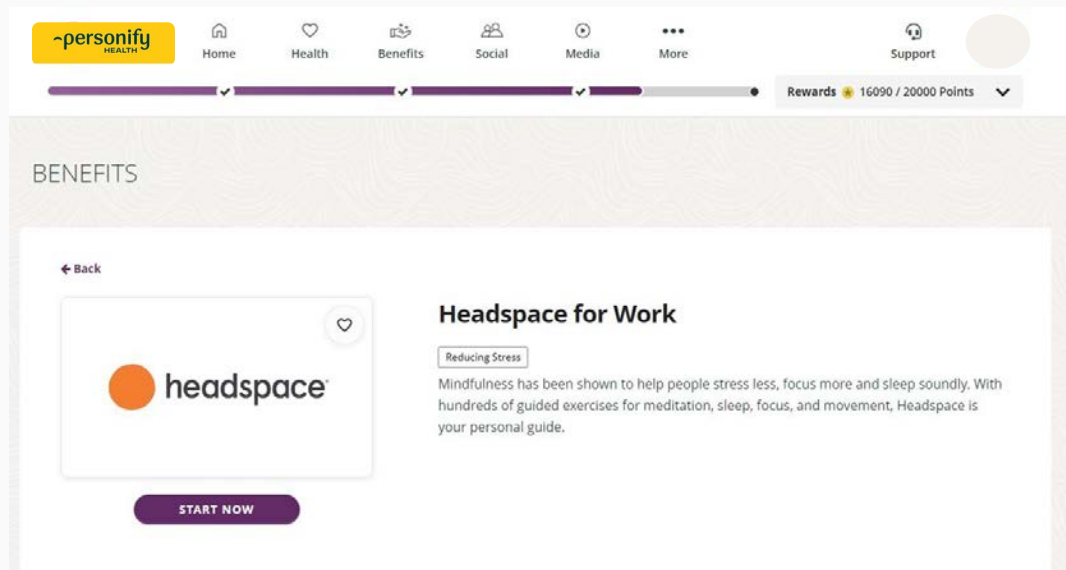 personify
HEALTH
Home
Health
Benefits
Social
Media
More
Support
Rewards 16090 / 20000 Points
BENEFITS
Back
headspace
START NOW
Headspace for Work
Reducing Stress
Mindfulness has been shown to help people stress less, focus more and sleep soundly. With
hundreds of guided exercises for meditation, sleep, focus, and movement, Headspace is
your personal guide.